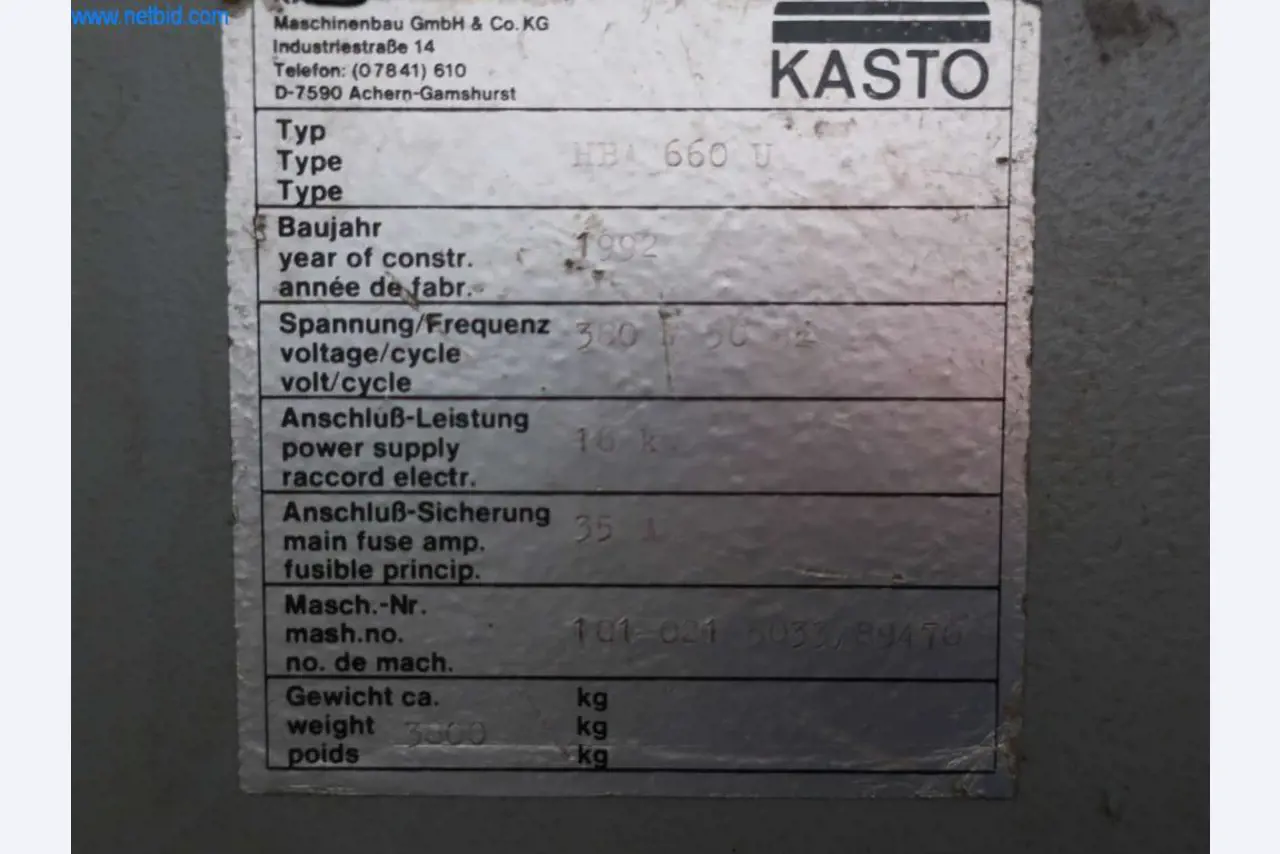 www.netbid.com
Maschinenbau GmbH & Co. KG
Industriestraße 14
Telefon: (07841) 610
D-7590 Achern-Gamshurst
KASTO
Typ
Type 660 U
Type
Baujahr
year of constr. 1992
année de fabr.
Spannung/Frequenz 380
voltage/cycle
volt/cycle
Anschluß-Leistung
power supply
raccord electr.
Anschluß-Sicherung
main fuse amp. 35
fusible princip.
Masch.-Nr.
mash.no.
no. de mach.
Gewicht ca. kg
weight kg
poids kg